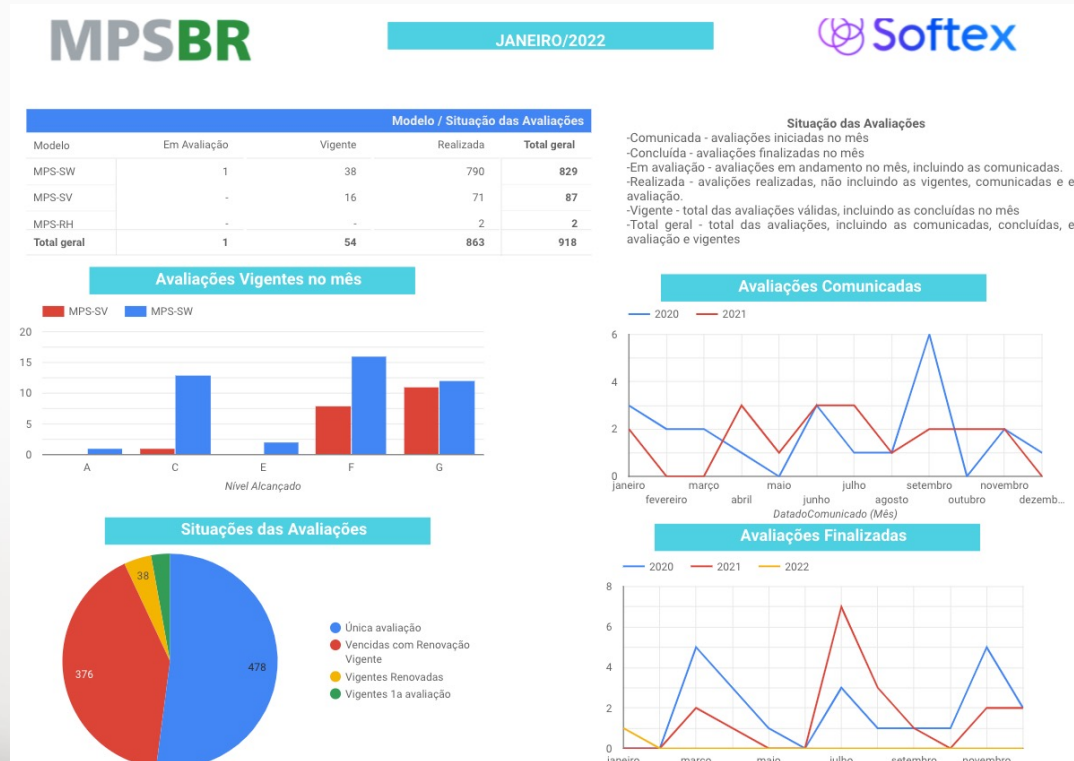 MPSBR
JANEIRO/2022
Softex
Modelo / Situação das Avaliações
Modelo Em Avaliação Vigente Realizada Total geral
MPS-SW 1 38 790 829
MPS-SV - 16 71 87
MPS-RH - - 2 2
Total geral 1 54 863 918
Situação das Avaliações
-Comunicada - avaliações iniciadas no mês
-Concluída - avaliações finalizadas no mês
-Em avaliação - avaliações em andamento no mês, incluindo as comunicadas.
-Realizada - avalições realizadas, não incluindo as vigentes, comunicadas e e
avaliação.
-Vigente - total das avaliações válidas, incluindo as concluídas no mês
-Total geral - total das avaliações, incluindo as comunicadas, concluídas, e
avaliação e vigentes
Avaliações Vigentes no mês
MPS-SV MPS-SW
20
15
10
5
0
A C E F G
Nível Alcançado
Avaliações Comunicadas
2020 2021
6
4
2
0
janeiro março maio julho setembro novembro
fevereiro abril junho agosto outubro dezemb...
DatadoComunicado (Mês)
Situações das Avaliações
38
376
478
Única avaliação
Vencidas com Renovação
Vigente
Vigentes Renovadas
Vigentes 1a avaliação
Avaliações Finalizadas
2020 2021 2022
8
6
4
2
0
janeiro março maio julho setembro novembro